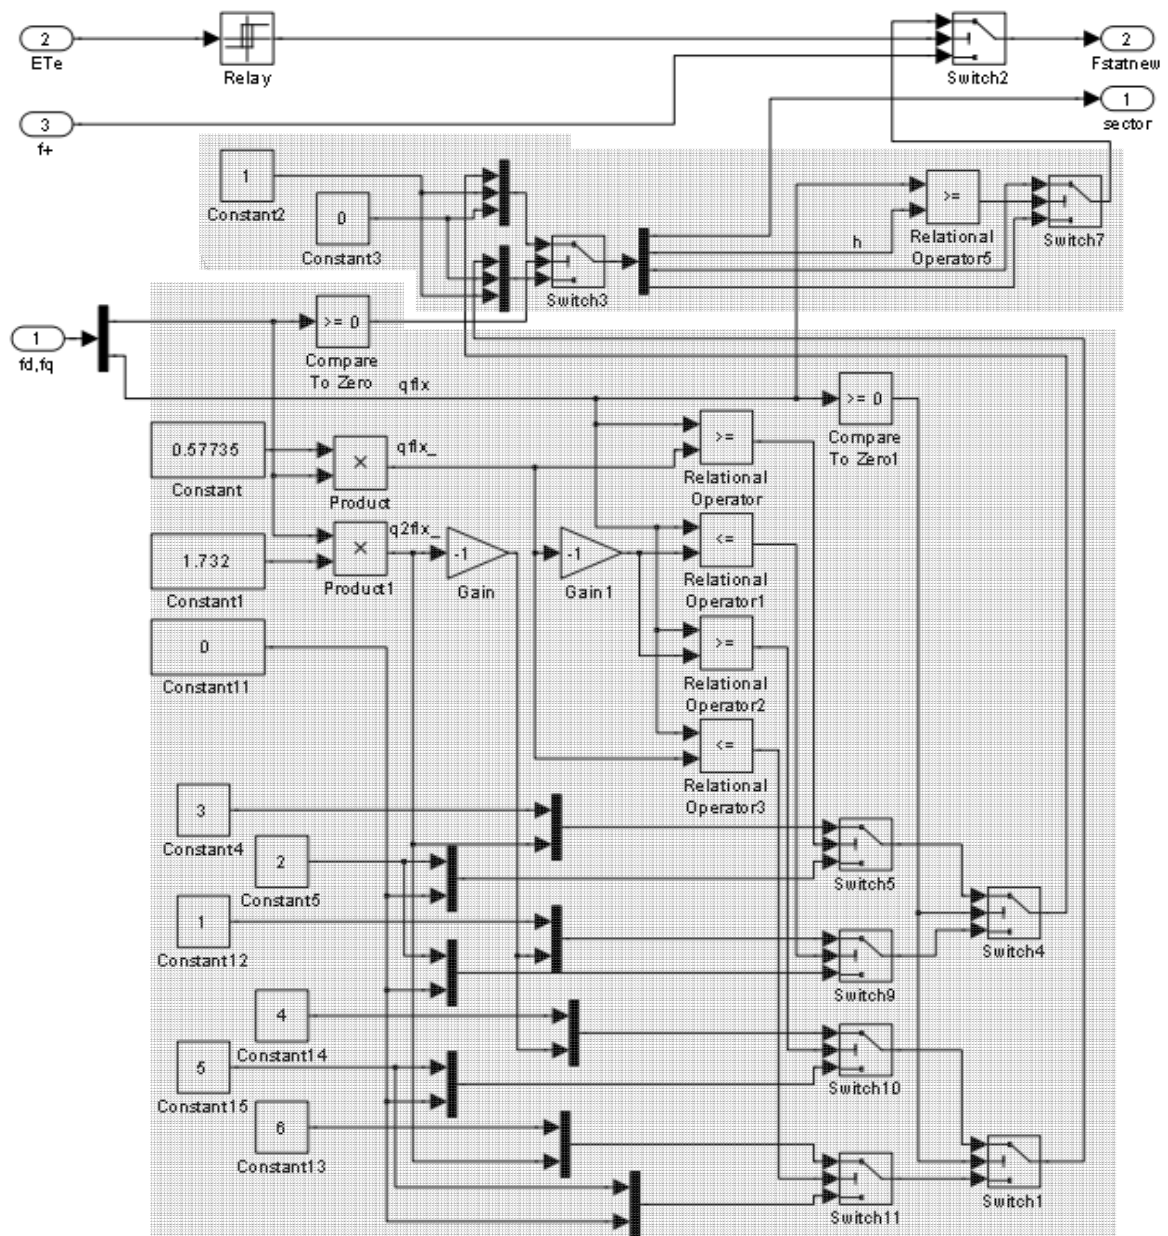 2
ETe
Relay
Switch2
2
Fstatnew
1
sector
3
f+
1
Constant2
0
Constant3
Switch3
h
>=
Relational
Operator5
Switch7
1
fd,fq
>= 0
Compare
To Zero
qflx
>= 0
Compare
To Zero1
0.57735
Constant
×
Product
qflx_
>=
Relational
Operator
1.732
Constant1
×
Product1
q2flx_
-1
Gain
-1
Gain1
<=
Relational
Operator1
0
Constant11
>=
Relational
Operator2
<=
Relational
Operator3
3
Constant4
2
Constant5
Switch5
1
Constant12
Switch9
Switch4
4
Constant14
Switch10
5
Constant15
6
Constant13
Switch11
Switch1